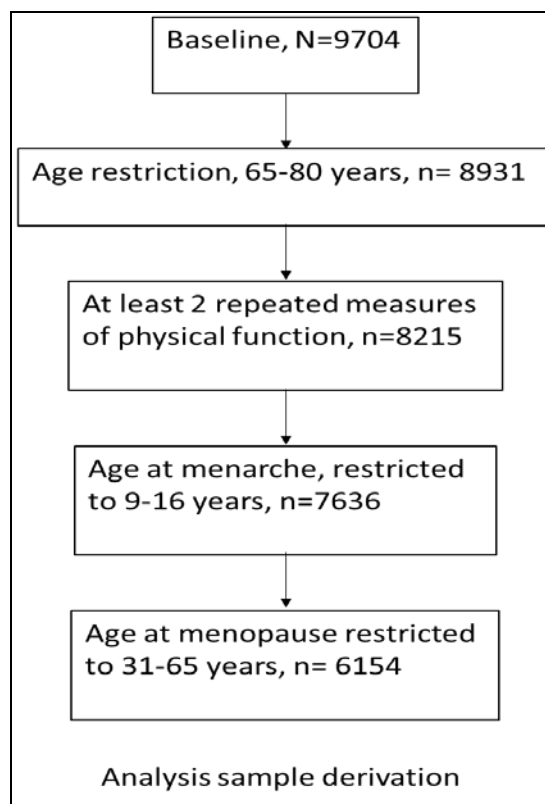 Baseline, N=9704
Age restriction, 65-80 years, n= 8931
At least 2 repeated measures
of physical function, n=8215
Age at menarche, restricted
to 9-16 years, n=7636
Age at menopause restricted
to 31-65 years, n= 6154
Analysis sample derivation